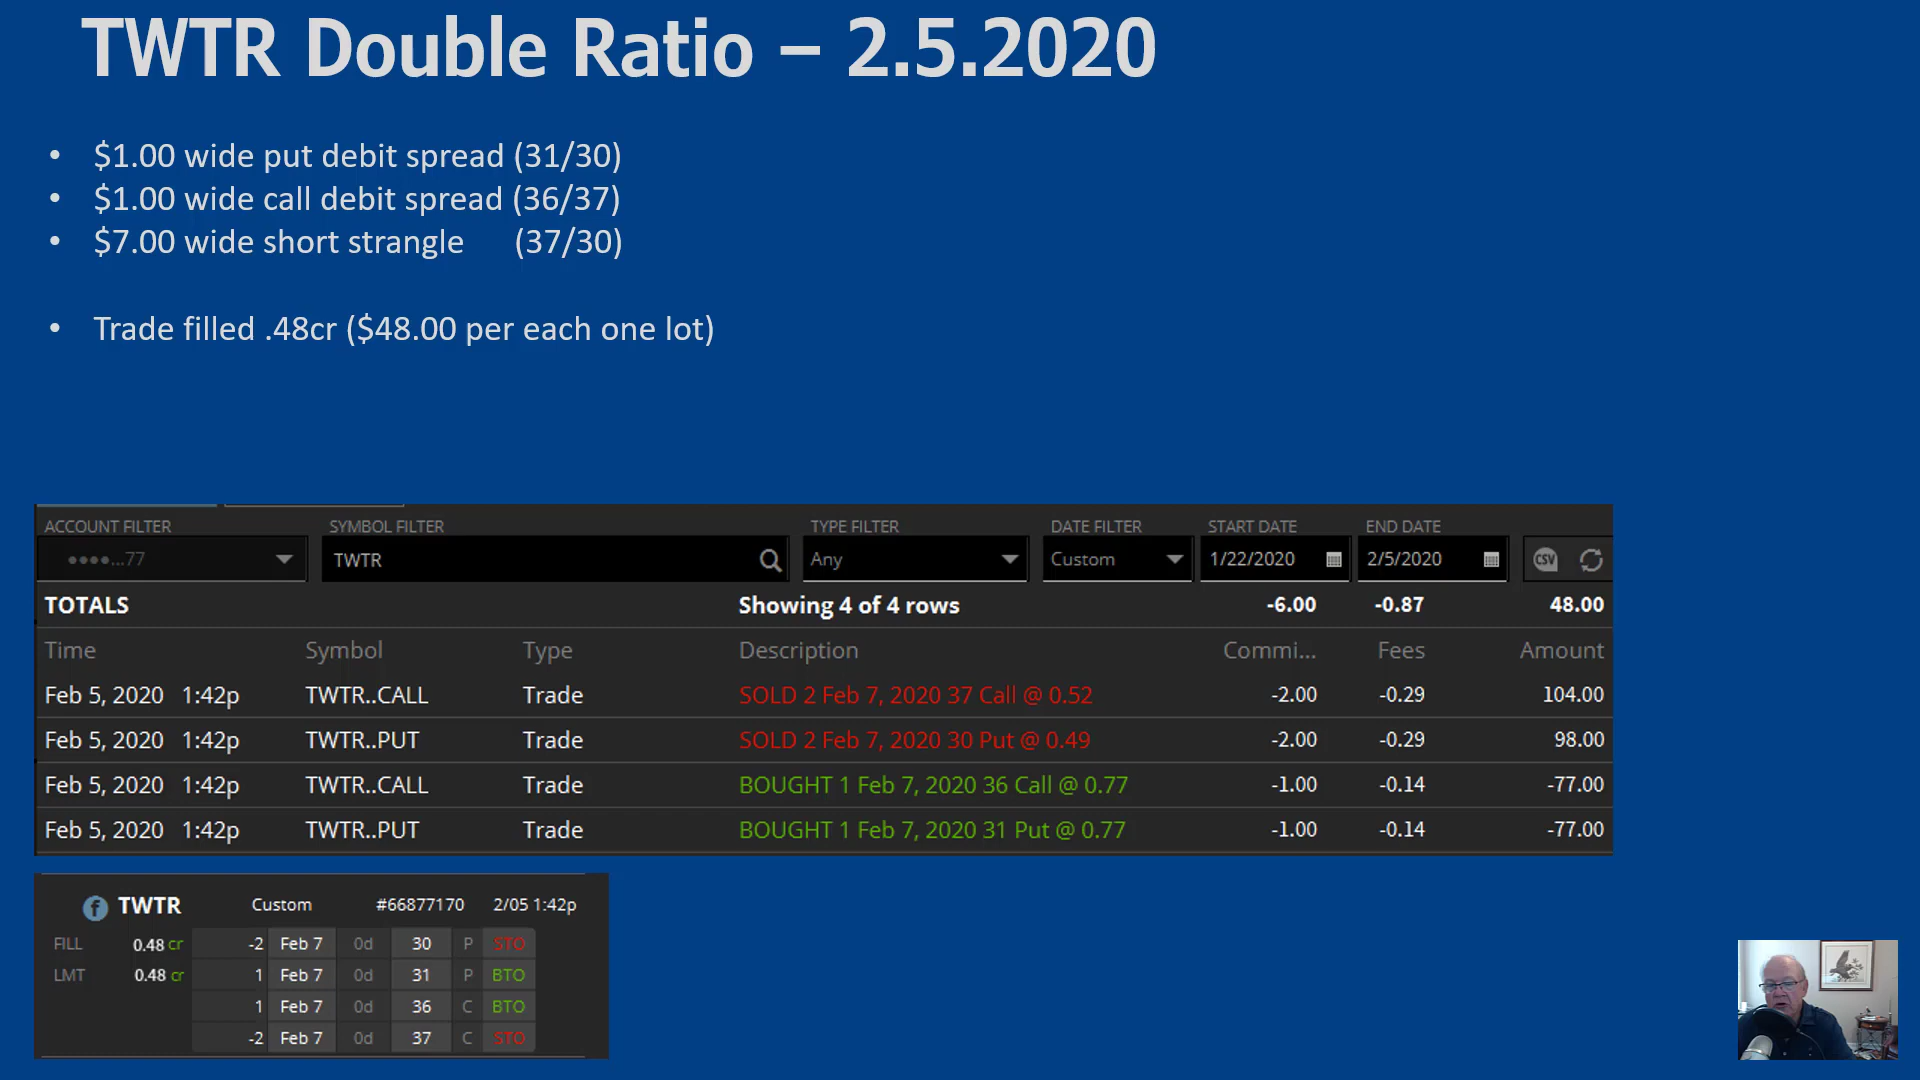 TWTR Double Ratio – 2.5.2020
• $1.00 wide put debit spread (31/30)
• $1.00 wide call debit spread (36/37)
• $7.00 wide short strangle (37/30)
• Trade filled .48cr ($48.00 per each one lot)
ACCOUNT FILTER SYMBOL FILTER TYPE FILTER DATE FILTER START DATE END DATE
●●●●...77 TWTR Any Custom 1/22/2020 2/5/2020 CSV
TOTALS Showing 4 of 4 rows -6.00 -0.87 48.00
Time Symbol Type Description Commi... Fees Amount
Feb 5, 2020 1:42p TWTR..CALL Trade SOLD 2 Feb 7, 2020 37 Call @ 0.52 -2.00 -0.29 104.00
Feb 5, 2020 1:42p TWTR..PUT Trade SOLD 2 Feb 7, 2020 30 Put @ 0.49 -2.00 -0.29 98.00
Feb 5, 2020 1:42p TWTR..CALL Trade BOUGHT 1 Feb 7, 2020 36 Call @ 0.77 -1.00 -0.14 -77.00
Feb 5, 2020 1:42p TWTR..PUT Trade BOUGHT 1 Feb 7, 2020 31 Put @ 0.77 -1.00 -0.14 -77.00
f TWTR Custom #66877170 2/05 1:42p
FILL 0.48 cr -2 Feb 7 0d 30 P STO
LMT 0.48 cr 1 Feb 7 0d 31 P BTO
1 Feb 7 0d 36 C BTO
-2 Feb 7 0d 37 C STO